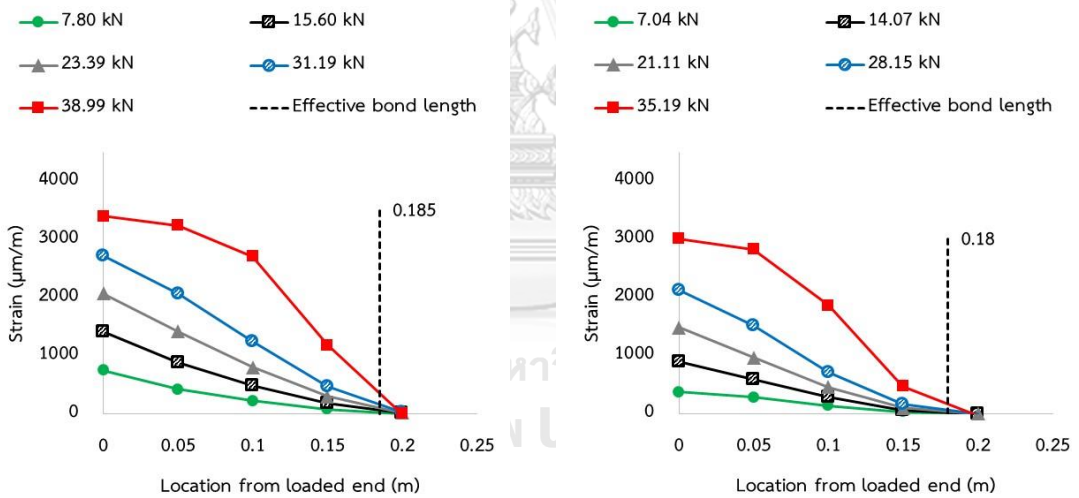 7.80 kN
15.60 kN
23.39 kN
31.19 kN
38.99 kN
Effective bond length
Strain (μm/m)
4000
3000
2000
1000
0
0.185
0
0.05
0.1
0.15
0.2
0.25
Location from loaded end (m)
7.04 kN
14.07 kN
21.11 kN
28.15 kN
35.19 kN
Effective bond length
Strain (μm/m)
4000
3000
2000
1000
0
0.18
0
0.05
0.1
0.15
0.2
0.25
Location from loaded end (m)